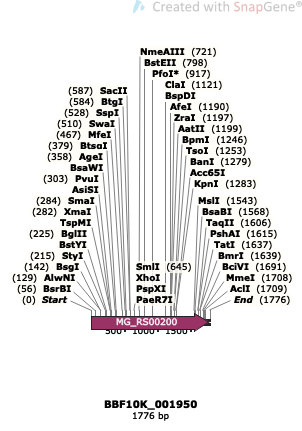 Created with SnapGene®
NmeAIII (721)
BstEII (798)
PfoI* (917)
ClaI (1121)
BspDI
AfeI (1190)
ZraI (1197)
AatII (1199)
BpmI (1246)
TsoI (1253)
BanI (1279)
Acc65I
KpnI (1283)
MslI (1543)
BsaBI (1568)
TaqII (1606)
PshAI (1615)
TatI (1637)
BmrI (1639)
BciVI (1691)
MmeI (1708)
AclI (1709)
End (1776)
(587) SacII
(584) BtgI
(528) SspI
(510) SwaI
(467) MfeI
(379) BtsαI
(358) AgeI
BsaWI
(303) PvuI
AsiSI
(284) SmaI
(282) XmaI
TspMI
(225) BglII
BstYI
(215) StyI
(142) BsgI
(129) AlwNI
(56) BsrBI
(0) Start
SmlI (645)
XhoI
PspXI
PaeR7I
MG_RS00200
500 1000 1500
BBF10K_001950
1776 bp